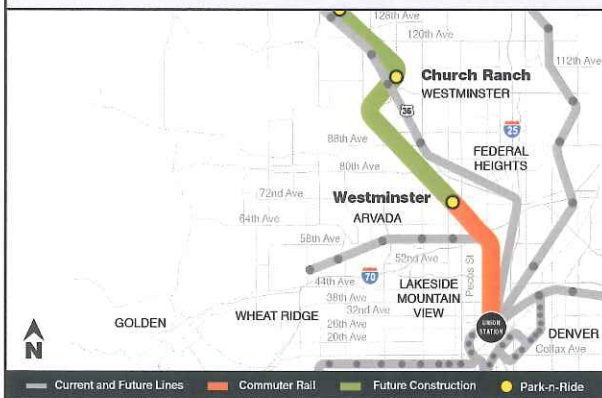 128th Ave
120th Ave
112th Ave
Church Ranch
WESTMINSTER
36
25
88th Ave
FEDERAL
HEIGHTS
80th Ave
72nd Ave
Westminster
64th Ave
ARVADA
58th Ave
52nd Ave
Pecos St
70
44th Ave
LAKESIDE
MOUNTAIN
VIEW
38th Ave
32nd Ave
WHEAT RIDGE
GOLDEN
26th Ave
20th Ave
UNION
STATION
DENVER
Colfax Ave
N
Current and Future Lines
Commuter Rail
Future Construction
Park-n-Ride